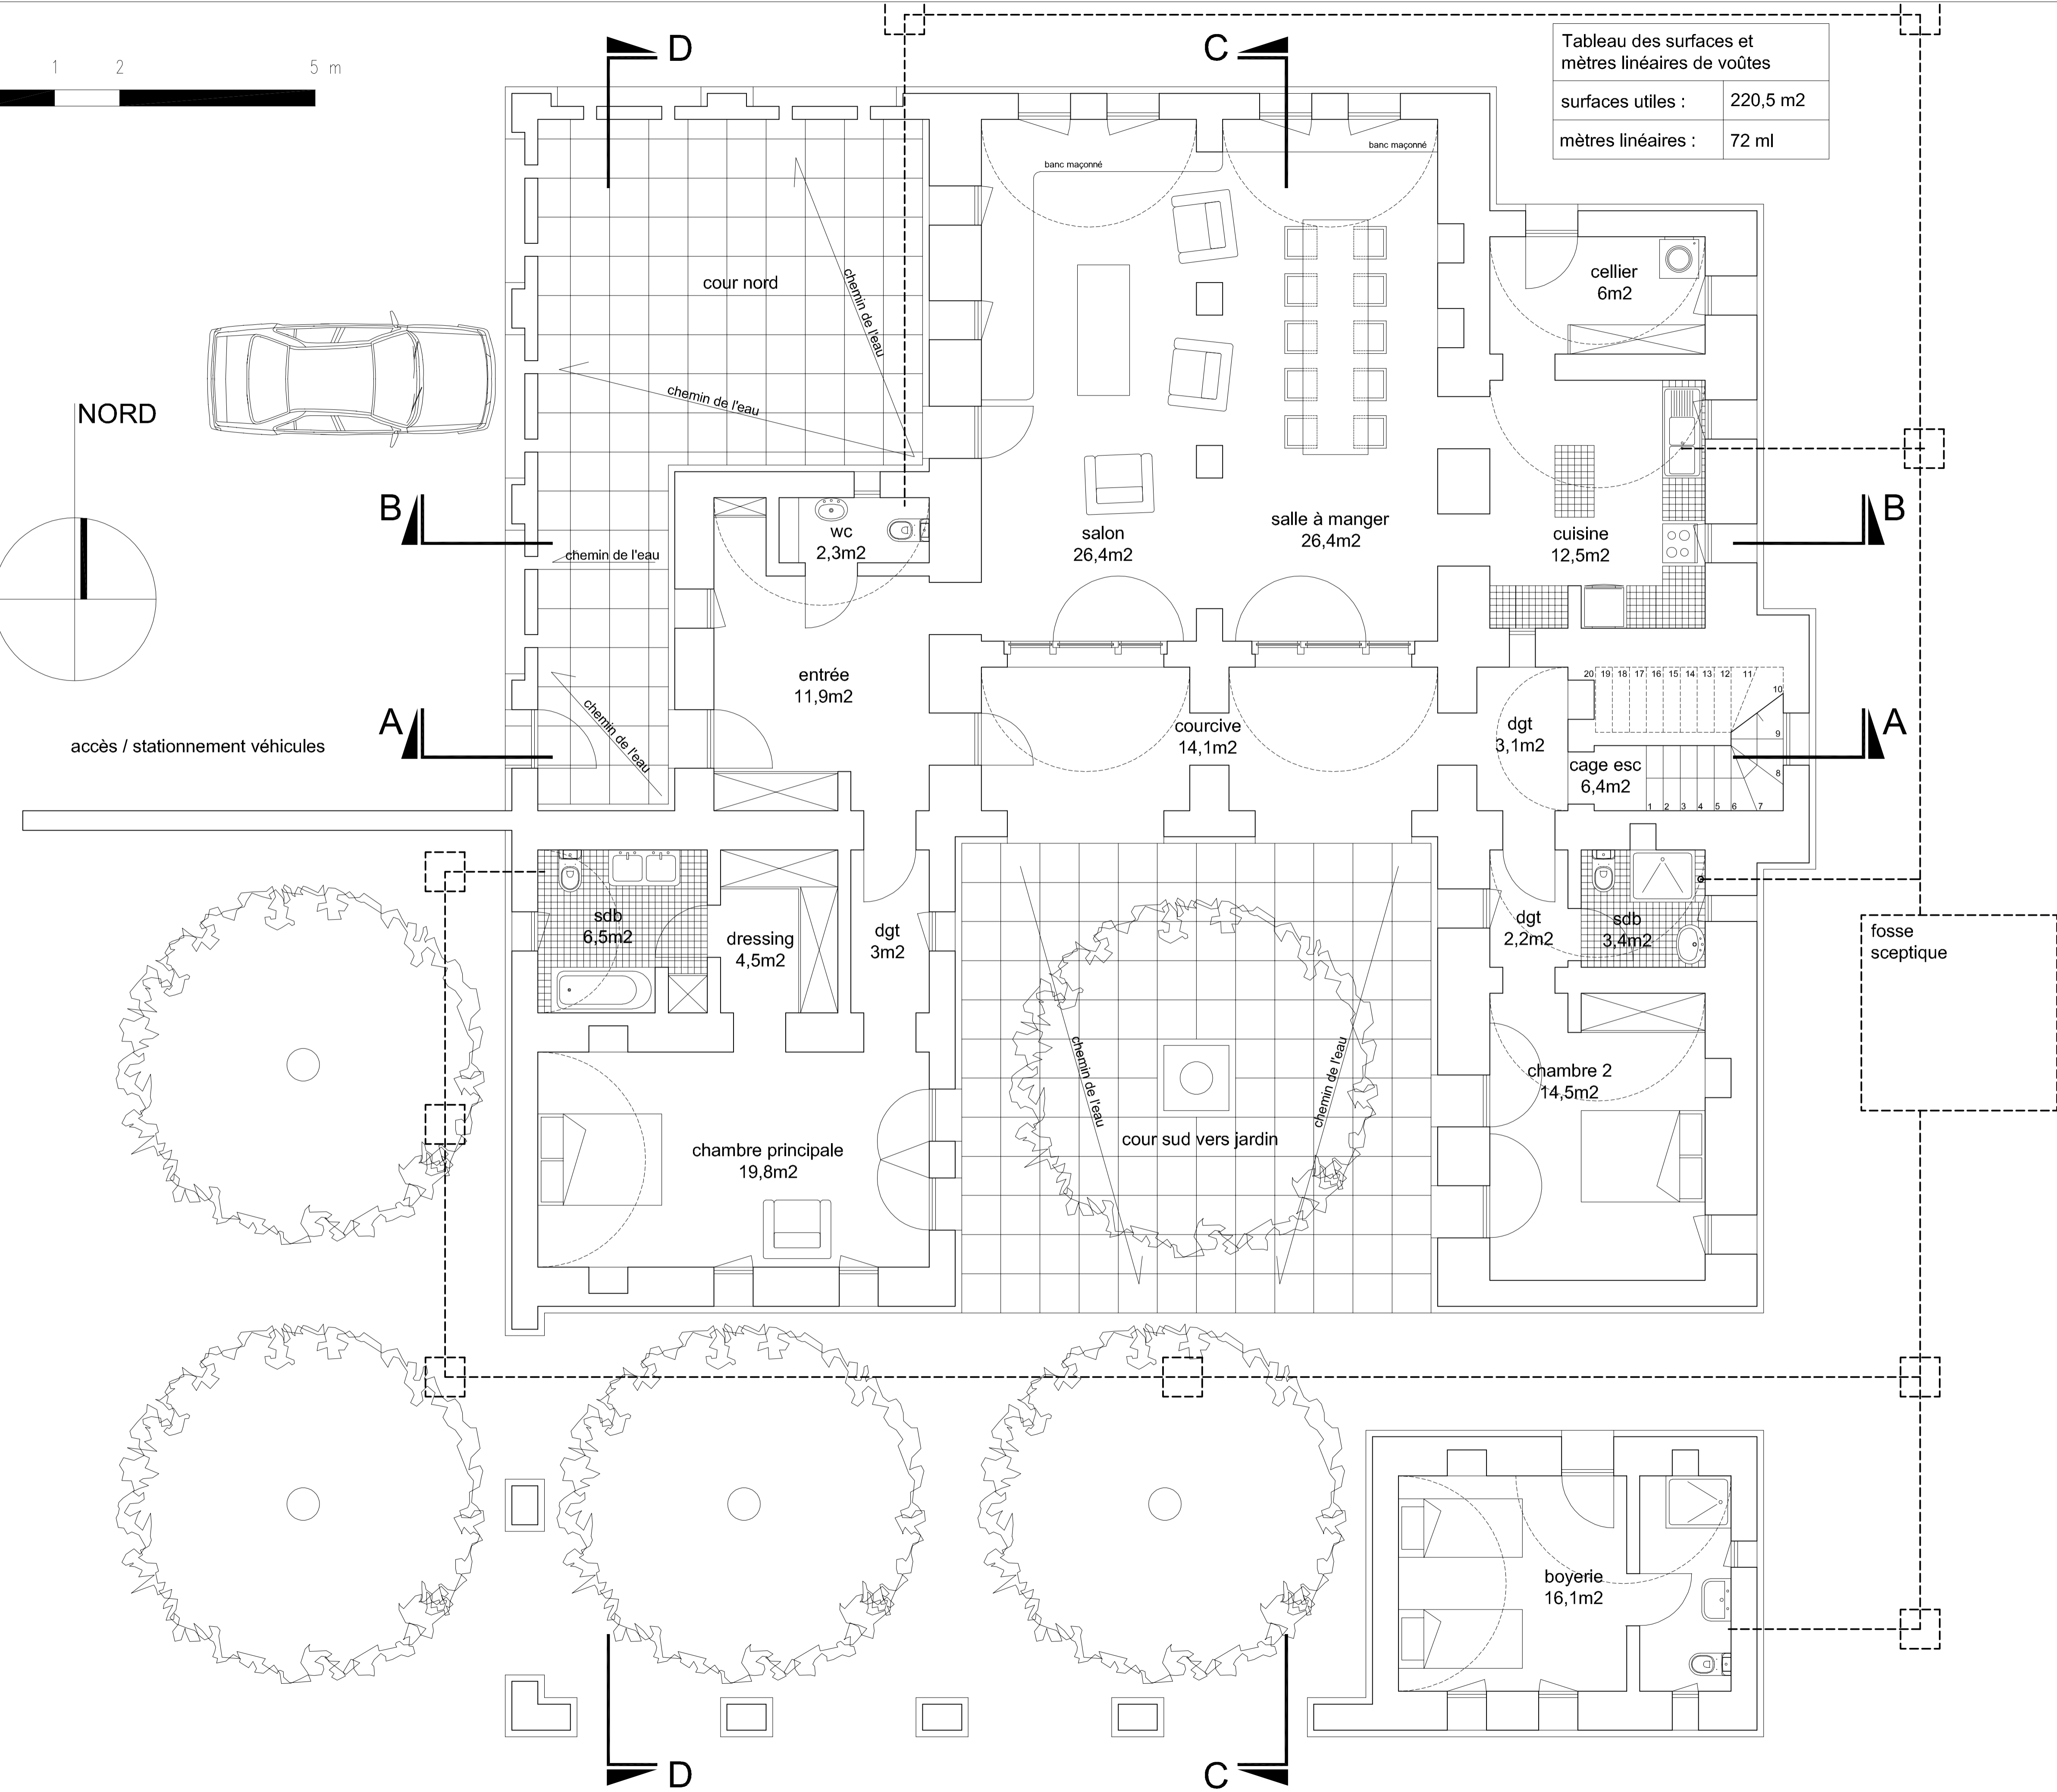 D
C
Tableau des surfaces et
mètres linéaires de voûtes
surfaces utiles : 220,5 m2
mètres linéaires : 72 ml
1 2 5 m
banc maçonné
banc maçonné
cellier
6m2
cour nord
chemin de l'eau
chemin de l'eau
NORD
B
B
wc
2,3m2
salon
26,4m2
salle à manger
26,4m2
cuisine
12,5m2
chemin de l'eau
entrée
11,9m2
20 19 18 17 16 15 14 13 12 11
10
9
8
1 2 3 4 5 6 7
A
A
accès / stationnement véhicules
chemin de l'eau
courcive
14,1m2
dgt
3,1m2
cage esc
6,4m2
sdb
6,5m2
dressing
4,5m2
dgt
3m2
dgt
2,2m2
sdb
3,4m2
fosse
sceptique
chemin de l'eau
chemin de l'eau
chambre 2
14,5m2
chambre principale
19,8m2
cour sud vers jardin
boyerie
16,1m2
D
C